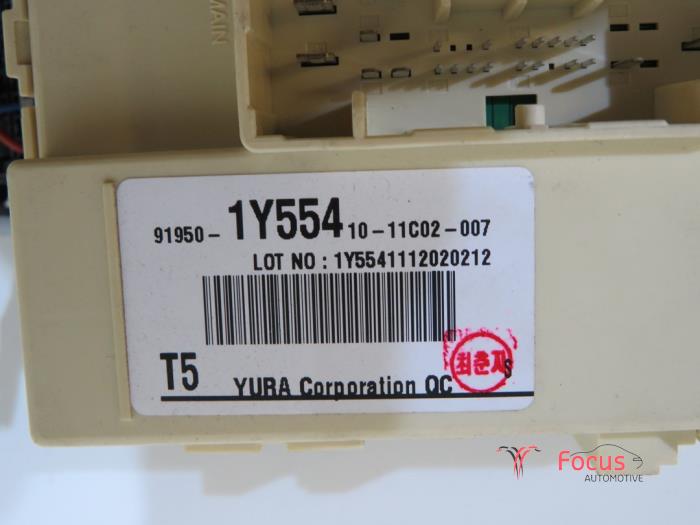 MAIN
91950-1Y554 10-11C02-007
LOT NO : 1Y5541112020212
T5
YURA Corporation QC
최춘자
S
Focus
AUTOMOTIVE